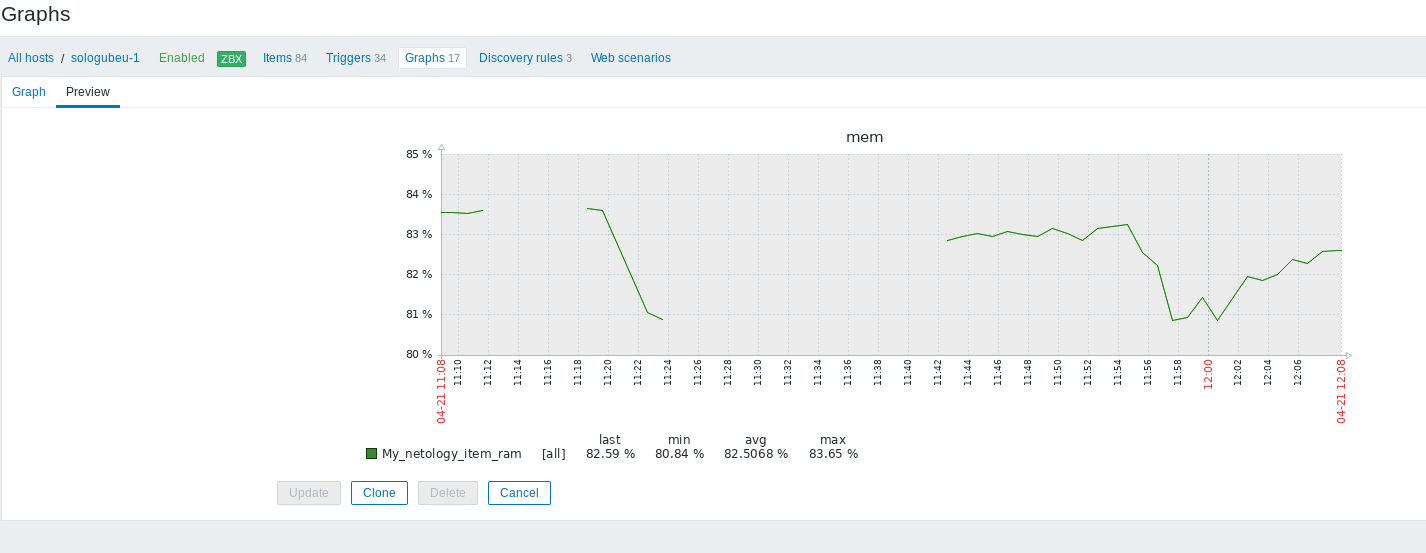 Graphs
All hosts / sologubeu-1 Enabled ZBX Items 84 Triggers 34 Graphs 17 Discovery rules 3 Web scenarios
Graph Preview
mem
85 %
84 %
83 %
82 %
81 %
80 %
04-21 11:08 11:10 11:12 11:14 11:16 11:18 11:20 11:22 11:24 11:26 11:28 11:30 11:32 11:34 11:36 11:38 11:40 11:42 11:44 11:46 11:48 11:50 11:52 11:54 11:56 11:58 12:00 12:02 12:04 12:06 04-21 12:08
last min avg max
My_netology_item_ram [all] 82.59 % 80.84 % 82.5068 % 83.65 %
Update Clone Delete Cancel